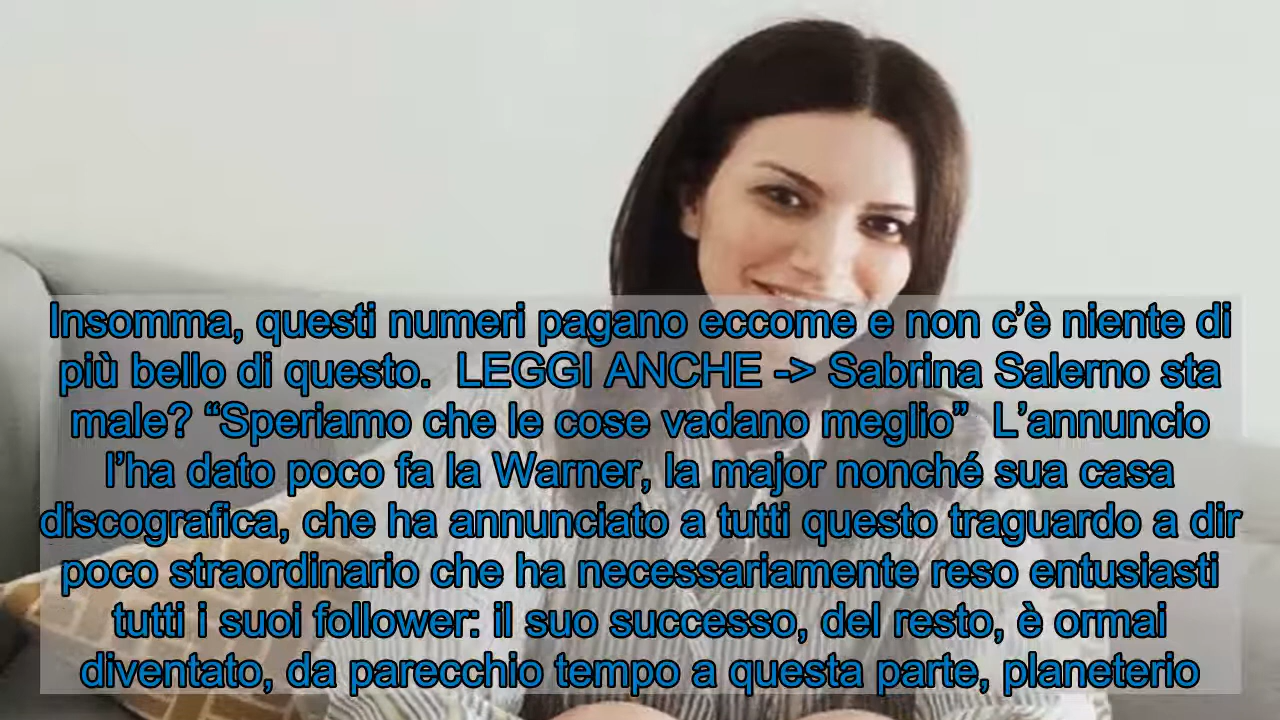 Insomma, questi numeri pagano eccome e non c’è niente di
più bello di questo.  LEGGI ANCHE -> Sabrina Salerno sta
male? “Speriamo che le cose vadano meglio”  L’annuncio
l’ha dato poco fa la Warner, la major nonché sua casa
discografica, che ha annunciato a tutti questo traguardo a dir
poco straordinario che ha necessariamente reso entusiasti
tutti i suoi follower: il suo successo, del resto, è ormai
diventato, da parecchio tempo a questa parte, planeterio